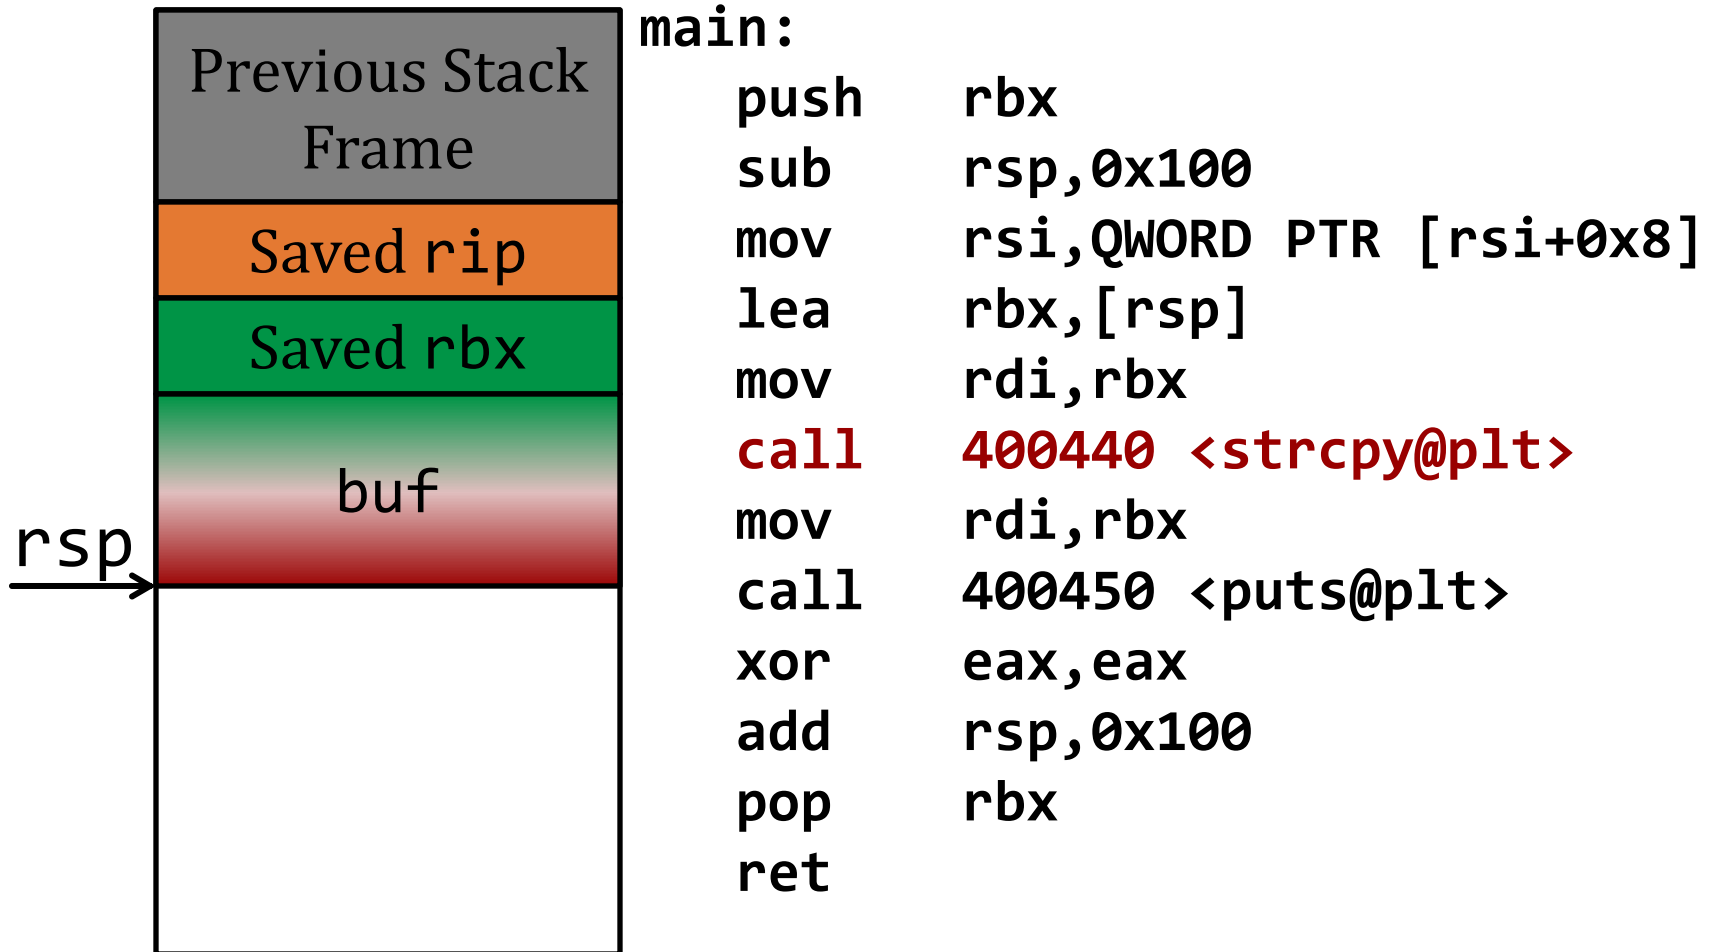 Previous Stack
Frame
Saved rip
Saved rbx
buf
rsp
main:
push rbx
sub rsp,0x100
mov rsi,QWORD PTR [rsi+0x8]
lea rbx,[rsp]
mov rdi,rbx
call 400440 <strcpy@plt>
mov rdi,rbx
call 400450 <puts@plt>
xor eax,eax
add rsp,0x100
pop rbx
ret